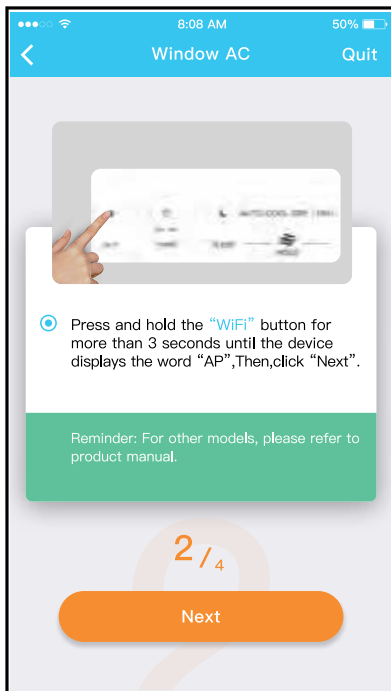 8:08 AM
50%
Window AC
Quit
Press and hold the “WiFi” button for
more than 3 seconds until the device
displays the word “AP”,Then,click “Next”.
Reminder: For other models, please refer to
product manual.
2/4
Next